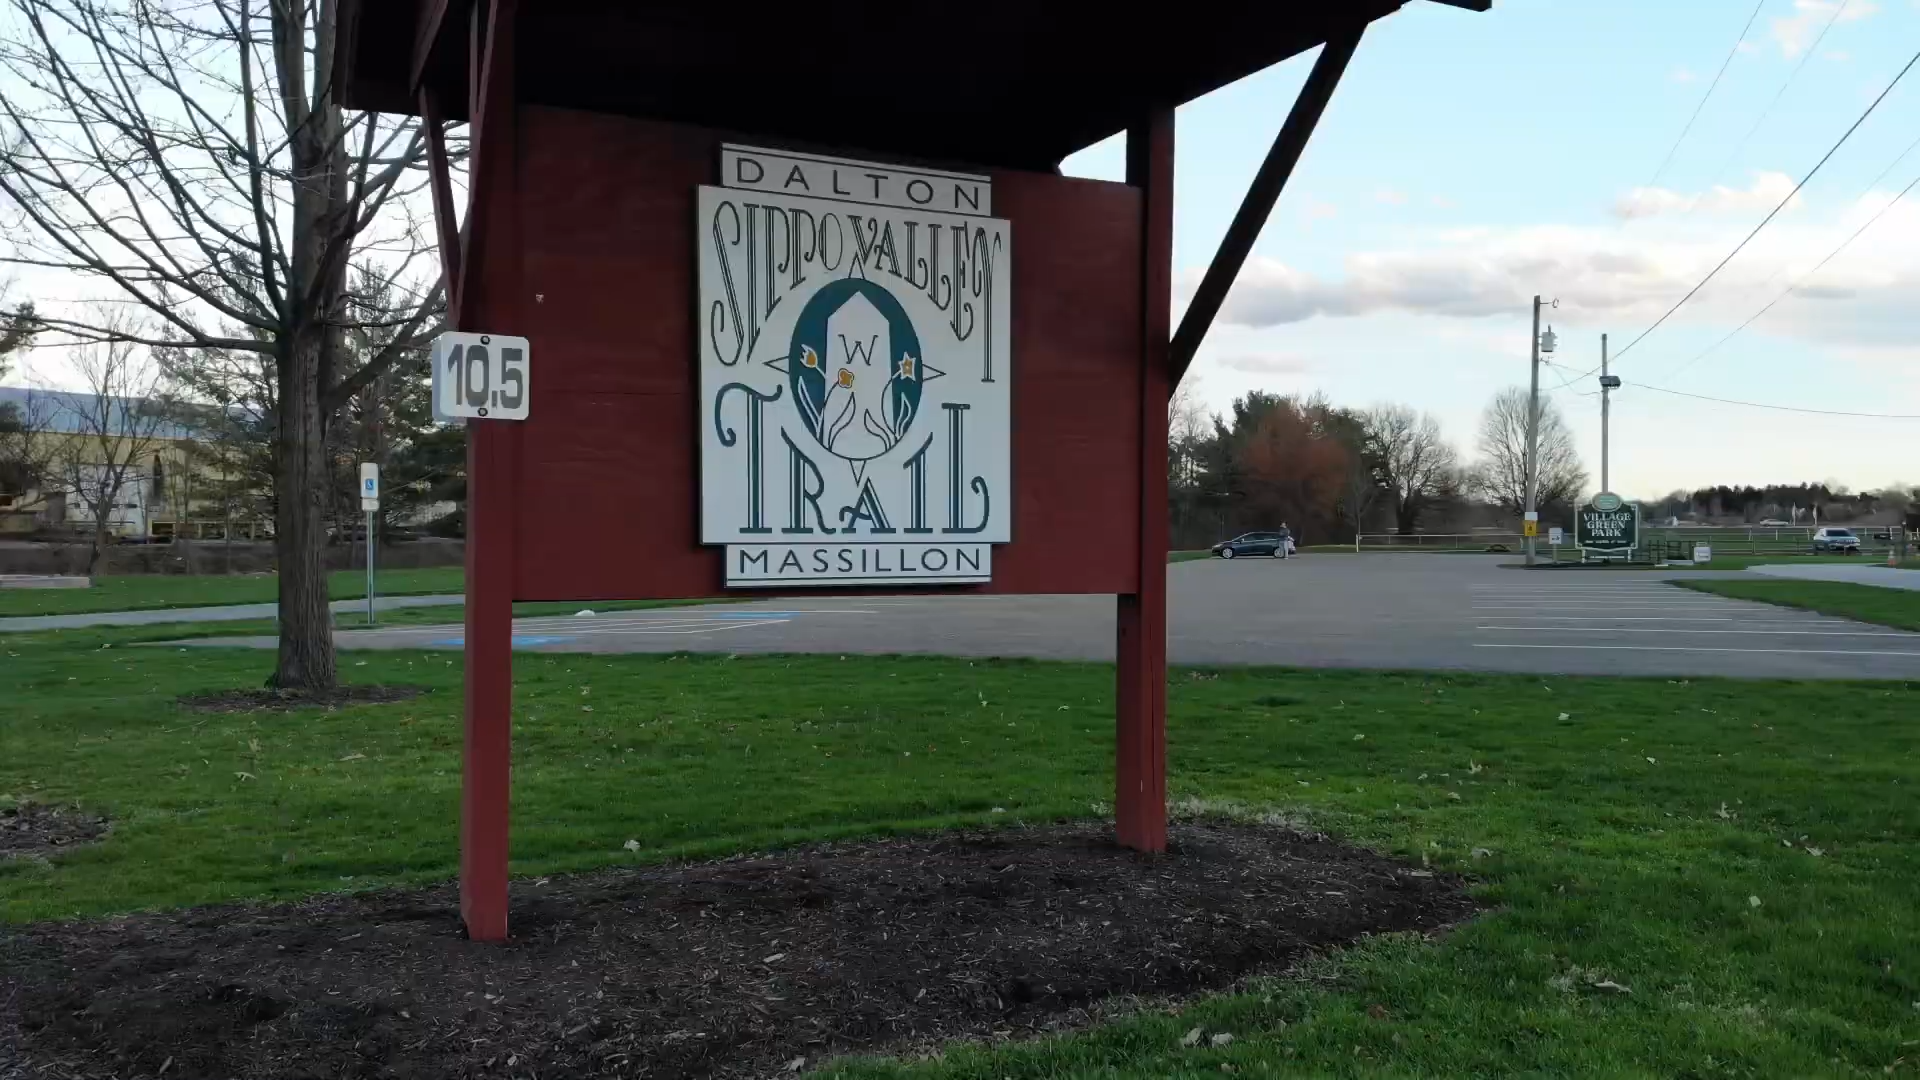 DALTON
SIPPO VALLEY
W
TRAIL
MASSILLON
10.5
VILLAGE
GREEN
PARK